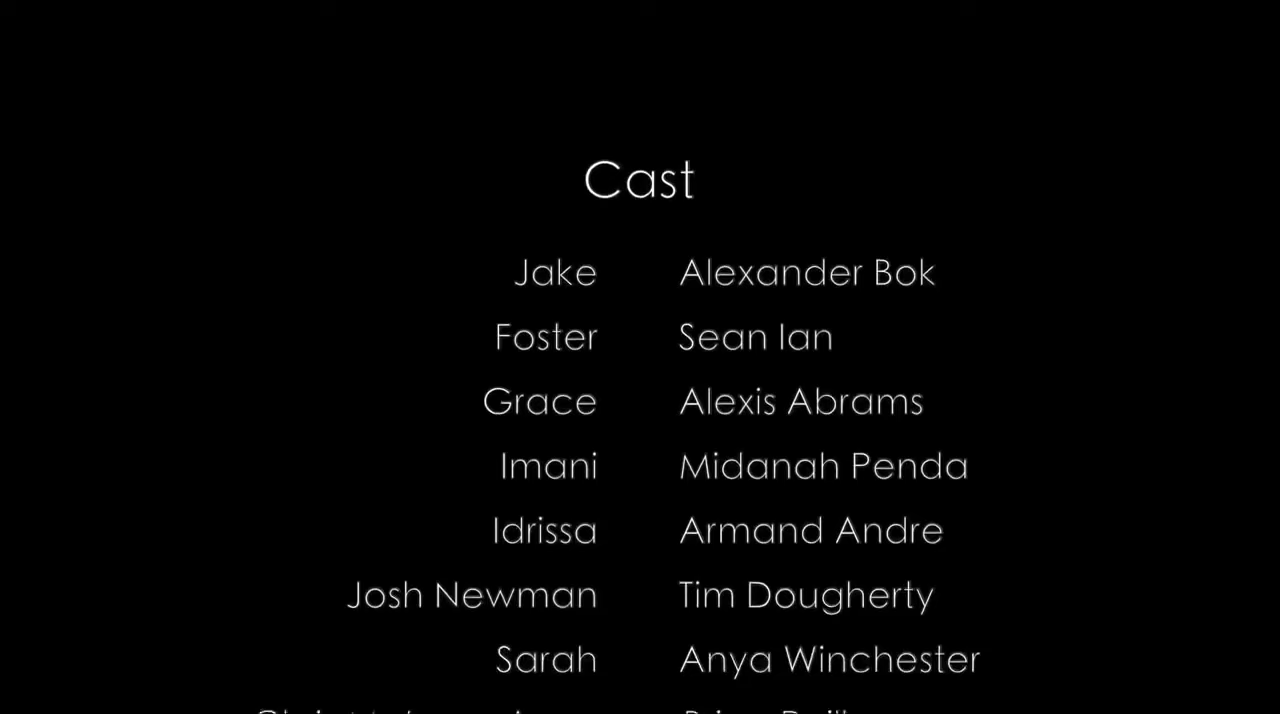 Cast
Jake Alexander Bok
Foster Sean Ian
Grace Alexis Abrams
Imani Midanah Penda
Idrissa Armand Andre
Josh Newman Tim Dougherty
Sarah Anya Winchester